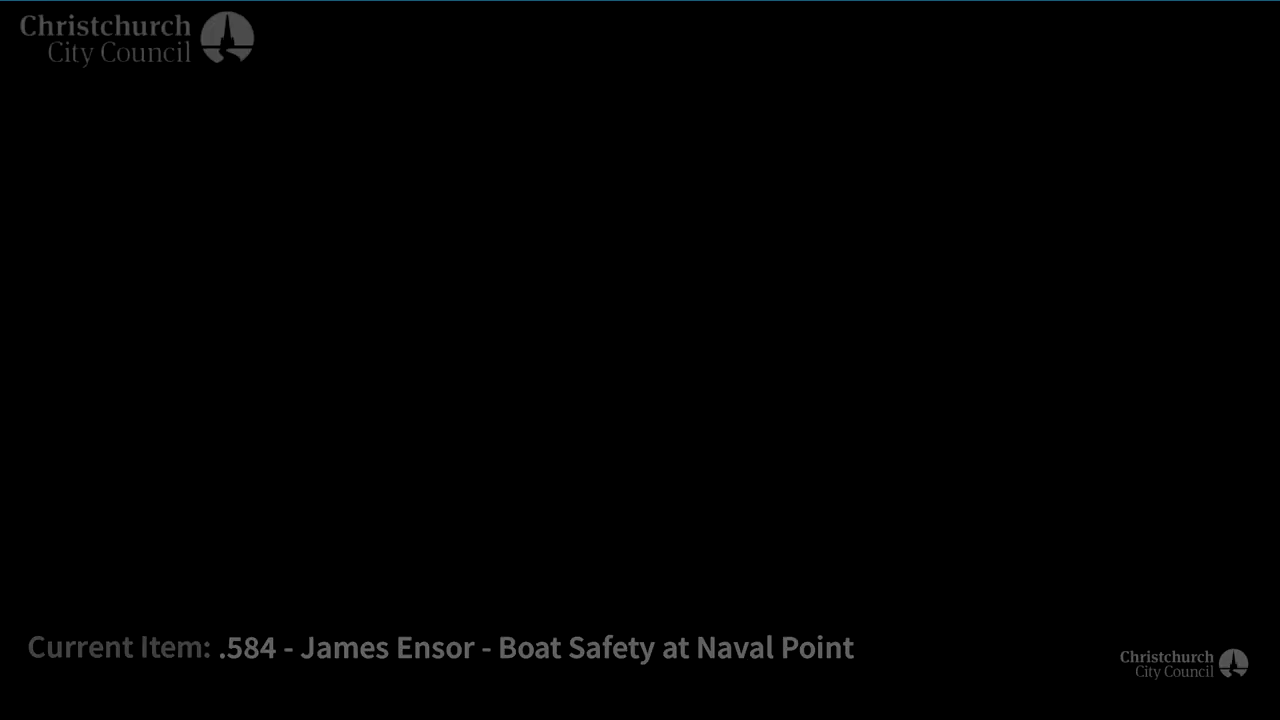 Christchurch
City Council
Current Item: .584 - James Ensor - Boat Safety at Naval Point
Christchurch
City Council